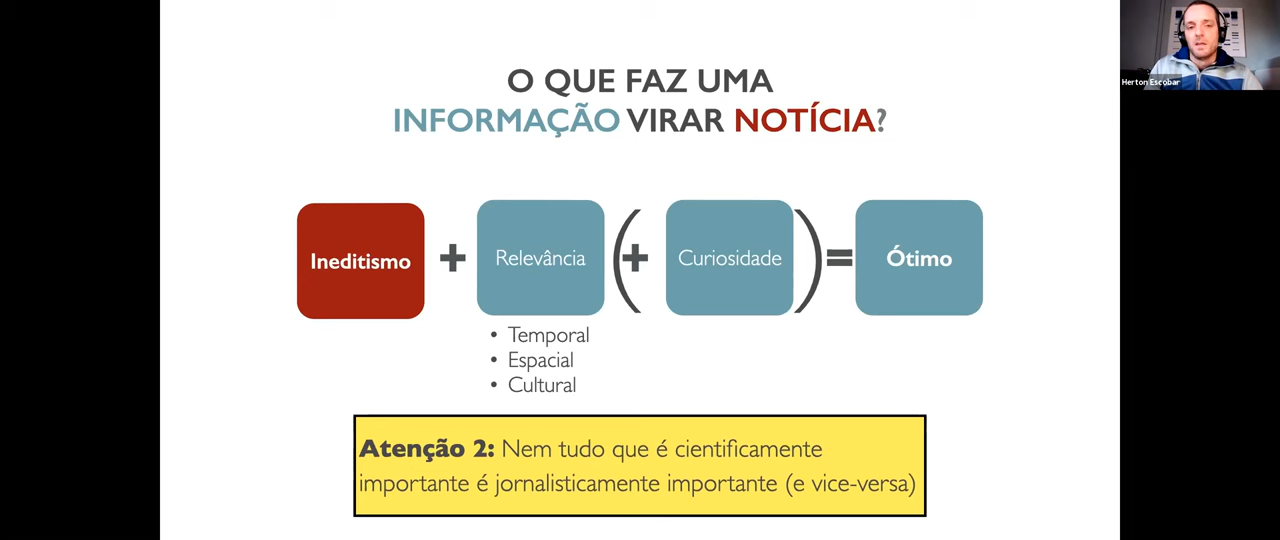 O QUE FAZ UMA
INFORMAÇÃO VIRAR NOTÍCIA?
Ineditismo + Relevância (+ Curiosidade) = Ótimo
• Temporal
• Espacial
• Cultural
Atenção 2: Nem tudo que é cientificamente
importante é jornalisticamente importante (e vice-versa)
Herton Escobar